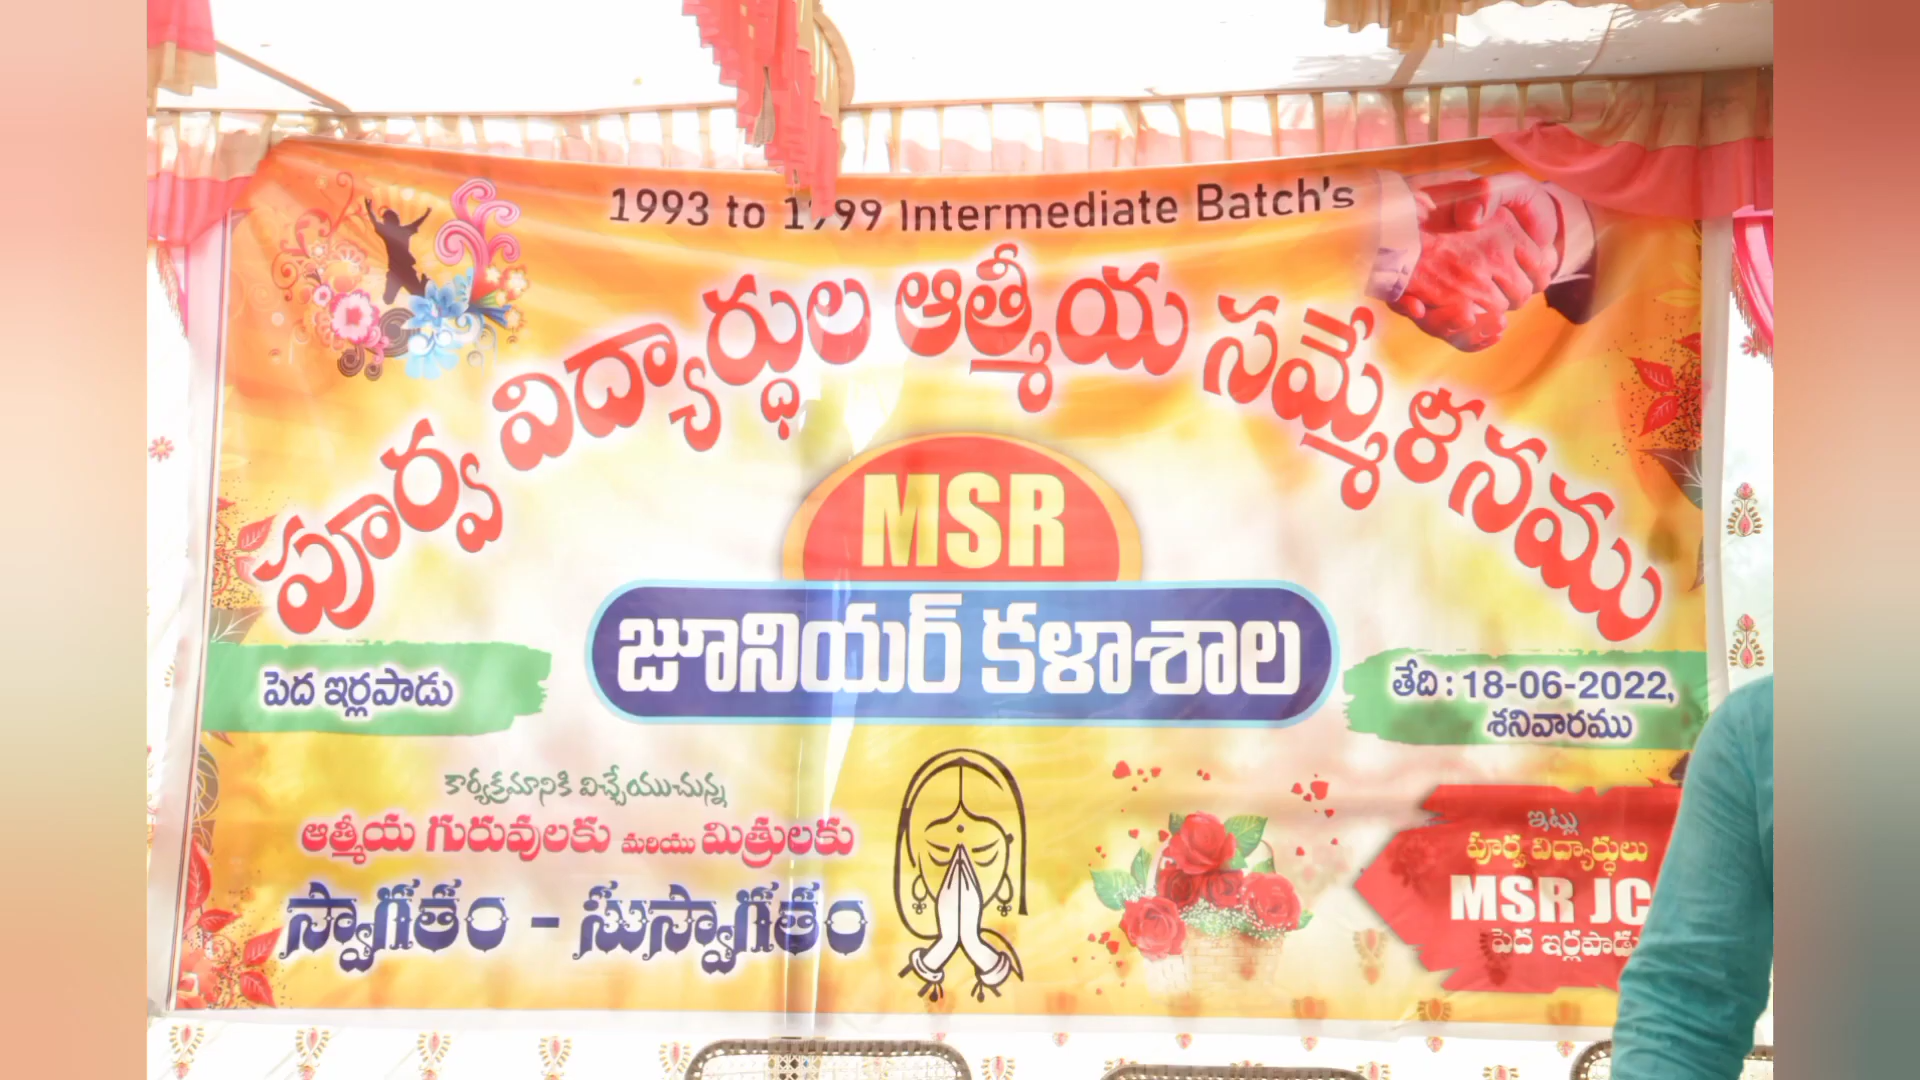 1993 to 1999 Intermediate Batch's
పూర్వ విద్యార్థుల ఆత్మీయ సమ్మేళనము
MSR
జూనియర్ కళాశాల
పెద ఇర్లపాడు
తేది : 18-06-2022,
శనివారము
కార్యక్రమానికి విచ్చేయుచున్న
ఆత్మీయ గురువులకు మరియు మిత్రులకు
స్వాగతం - సుస్వాగతం
ఇట్లు
పూర్వ విద్యార్థులు
MSR JC
పెద ఇర్లపాడు